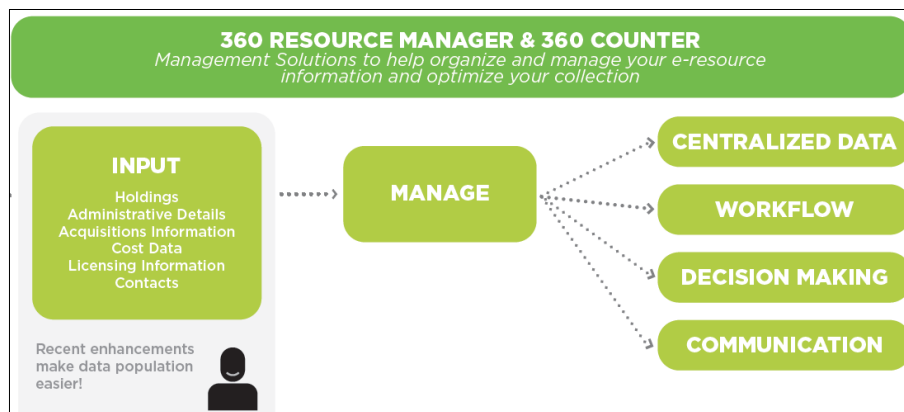 360 RESOURCE MANAGER & 360 COUNTER
Management Solutions to help organize and manage your e-resource
information and optimize your collection
INPUT
Holdings
Administrative Details
Acquisitions Information
Cost Data
Licensing Information
Contacts
Recent enhancements
make data population
easier!
MANAGE
CENTRALIZED DATA
WORKFLOW
DECISION MAKING
COMMUNICATION